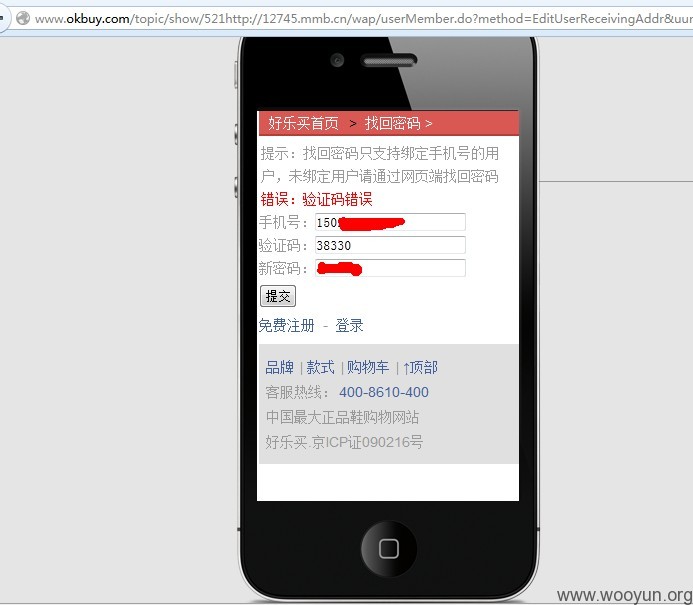 www.okbuy.com/topic/show/521http://12745.mmb.cn/wap/userMember.do?method=EditUserReceivingAddr&uur
好乐买首页 > 找回密码 >
提示：找回密码只支持绑定手机号的用
户，未绑定用户请通过网页端找回密码
错误：验证码错误
手机号：150
验证码：38330
新密码：
提交
免费注册 - 登录
品牌 | 款式 | 购物车 | ↑顶部
客服热线： 400-8610-400
中国最大正品鞋购物网站
好乐买.京ICP证090216号
www.wooyun.org